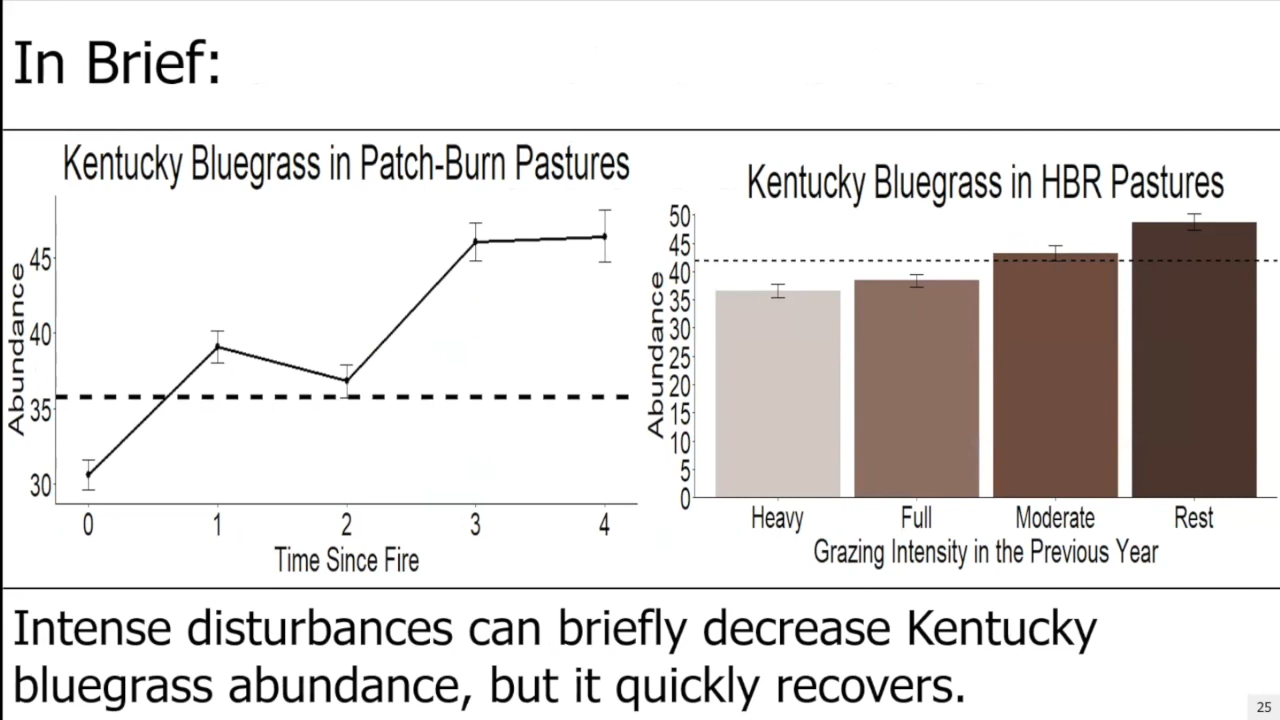 In Brief:
Kentucky Bluegrass in Patch-Burn Pastures
Abundance
45
40
35
30
0 1 2 3 4
Time Since Fire
Kentucky Bluegrass in HBR Pastures
Abundance
50
45
40
35
30
25
20
15
10
5
0
Heavy Full Moderate Rest
Grazing Intensity in the Previous Year
Intense disturbances can briefly decrease Kentucky
bluegrass abundance, but it quickly recovers.
25